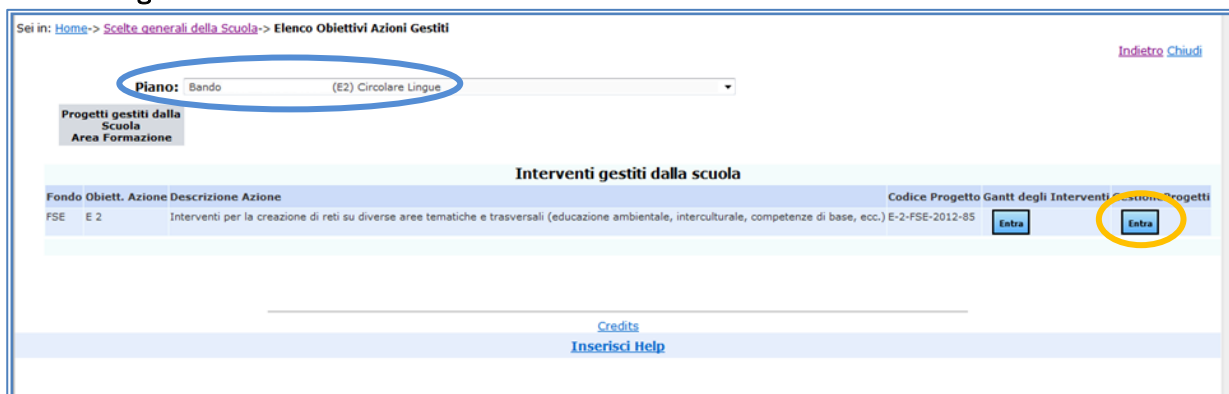 Sei in: Home-> Scelte generali della Scuola-> Elenco Obiettivi Azioni Gestiti
Indietro Chiudi
Piano: Bando (E2) Circolare Lingue
Progetti gestiti dalla
Scuola
Area Formazione
Interventi gestiti dalla scuola
Fondo Obiett. Azione Descrizione Azione Codice Progetto Gantt degli Interventi Gestione Progetti
FSE E 2 Interventi per la creazione di reti su diverse aree tematiche e trasversali (educazione ambientale, interculturale, competenze di base, ecc.) E-2-FSE-2012-85 Entra Entra
Credits
Inserisci Help